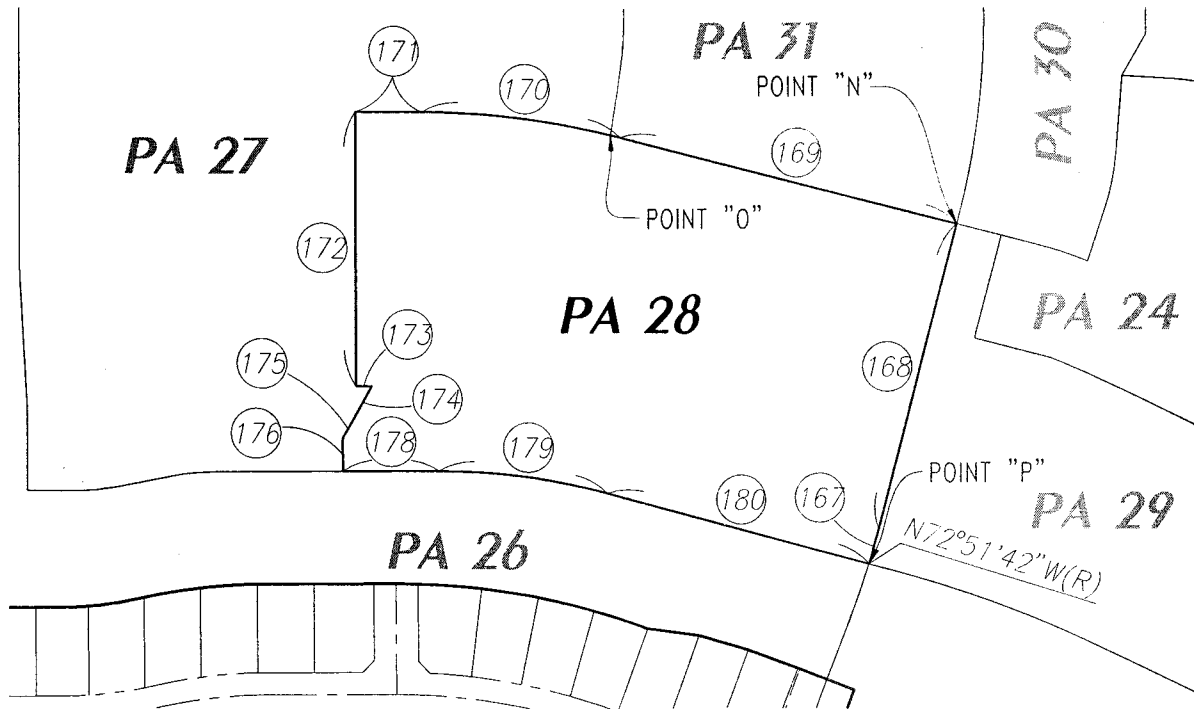 171
170
PA 31
POINT "N"
PA 30
PA 27
169
POINT "O"
172
PA 28
PA 24
173
175
174
168
176
178
179
POINT "P"
180
167
PA 29
N72°51'42"W(R)
PA 26